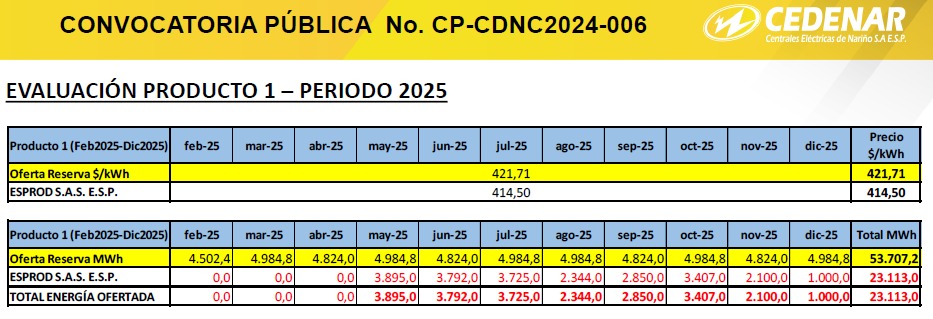 CONVOCATORIA PÚBLICA No. CP-CDNC2024-006
CEDENAR
Centrales Eléctricas de Nariño S.A E.S.P.
EVALUACIÓN PRODUCTO 1 – PERIODO 2025
Producto 1 (Feb2025-Dic2025) feb-25 mar-25 abr-25 may-25 jun-25 jul-25 ago-25 sep-25 oct-25 nov-25 dic-25 Precio $/kWh
Oferta Reserva $/kWh 421,71 421,71
ESPROD S.A.S. E.S.P. 414,50 414,50
Producto 1 (Feb2025-Dic2025) feb-25 mar-25 abr-25 may-25 jun-25 jul-25 ago-25 sep-25 oct-25 nov-25 dic-25 Total MWh
Oferta Reserva MWh 4.502,4 4.984,8 4.824,0 4.984,8 4.824,0 4.984,8 4.984,8 4.824,0 4.984,8 4.824,0 4.984,8 53.707,2
ESPROD S.A.S. E.S.P. 0,0 0,0 0,0 3.895,0 3.792,0 3.725,0 2.344,0 2.850,0 3.407,0 2.100,0 1.000,0 23.113,0
TOTAL ENERGÍA OFERTADA 0,0 0,0 0,0 3.895,0 3.792,0 3.725,0 2.344,0 2.850,0 3.407,0 2.100,0 1.000,0 23.113,0